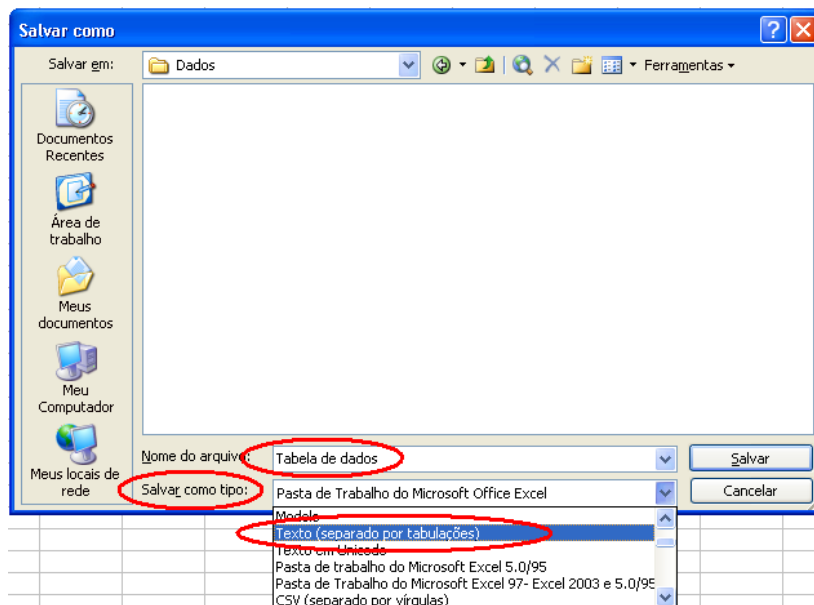 Salvar como
Salvar em:
Dados
Ferramentas
Documentos
Recentes
Área de
trabalho
Meus
documentos
Meu
Computador
Meus locais de
rede
Nome do arquivo:
Tabela de dados
Salvar
Salvar como tipo:
Pasta de Trabalho do Microsoft Office Excel
Cancelar
Modelo
Texto (separado por tabulações)
Texto em Unicode
Pasta de trabalho do Microsoft Excel 5.0/95
Pasta de Trabalho do Microsoft Excel 97- Excel 2003 e 5.0/95
CSV (separado por vírgulas)